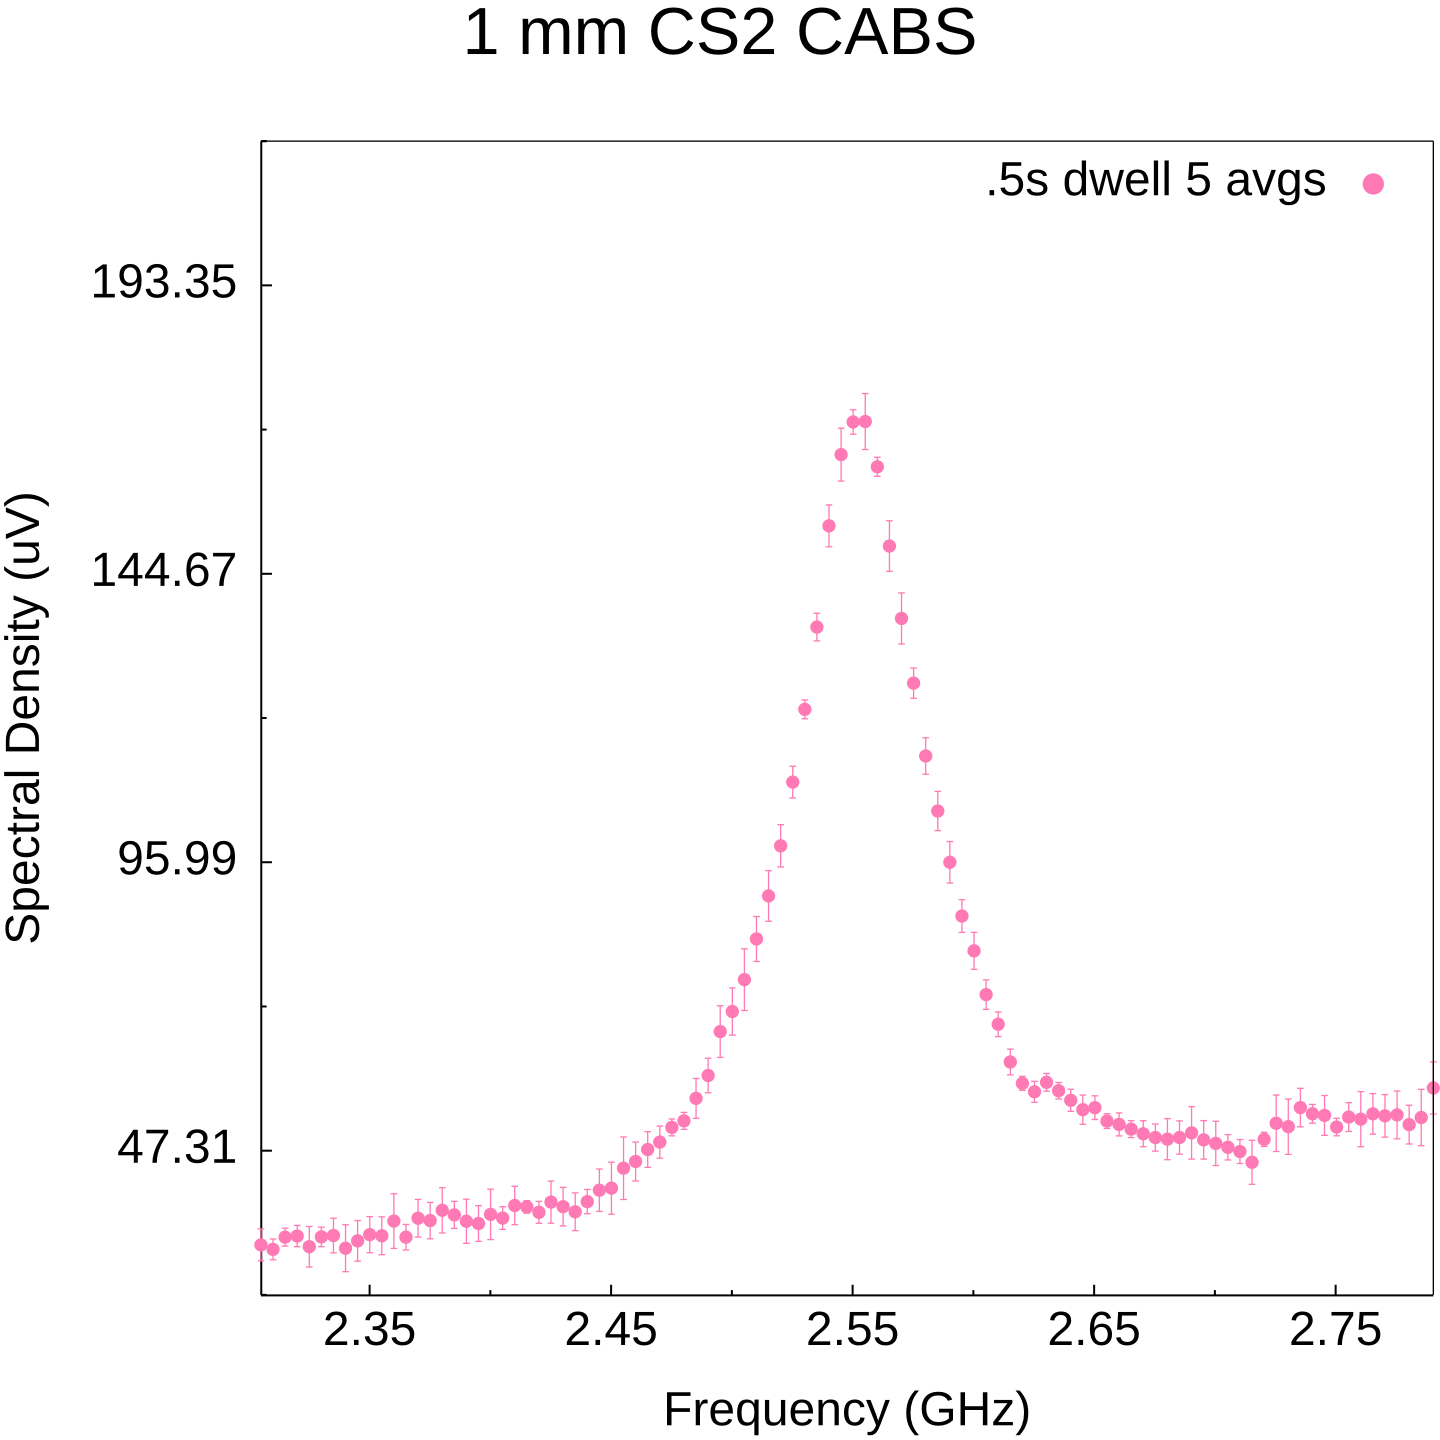 1 mm CS2 CABS
.5s dwell 5 avgs
193.35
144.67
95.99
47.31
Spectral Density (uV)
2.35 2.45 2.55 2.65 2.75
Frequency (GHz)